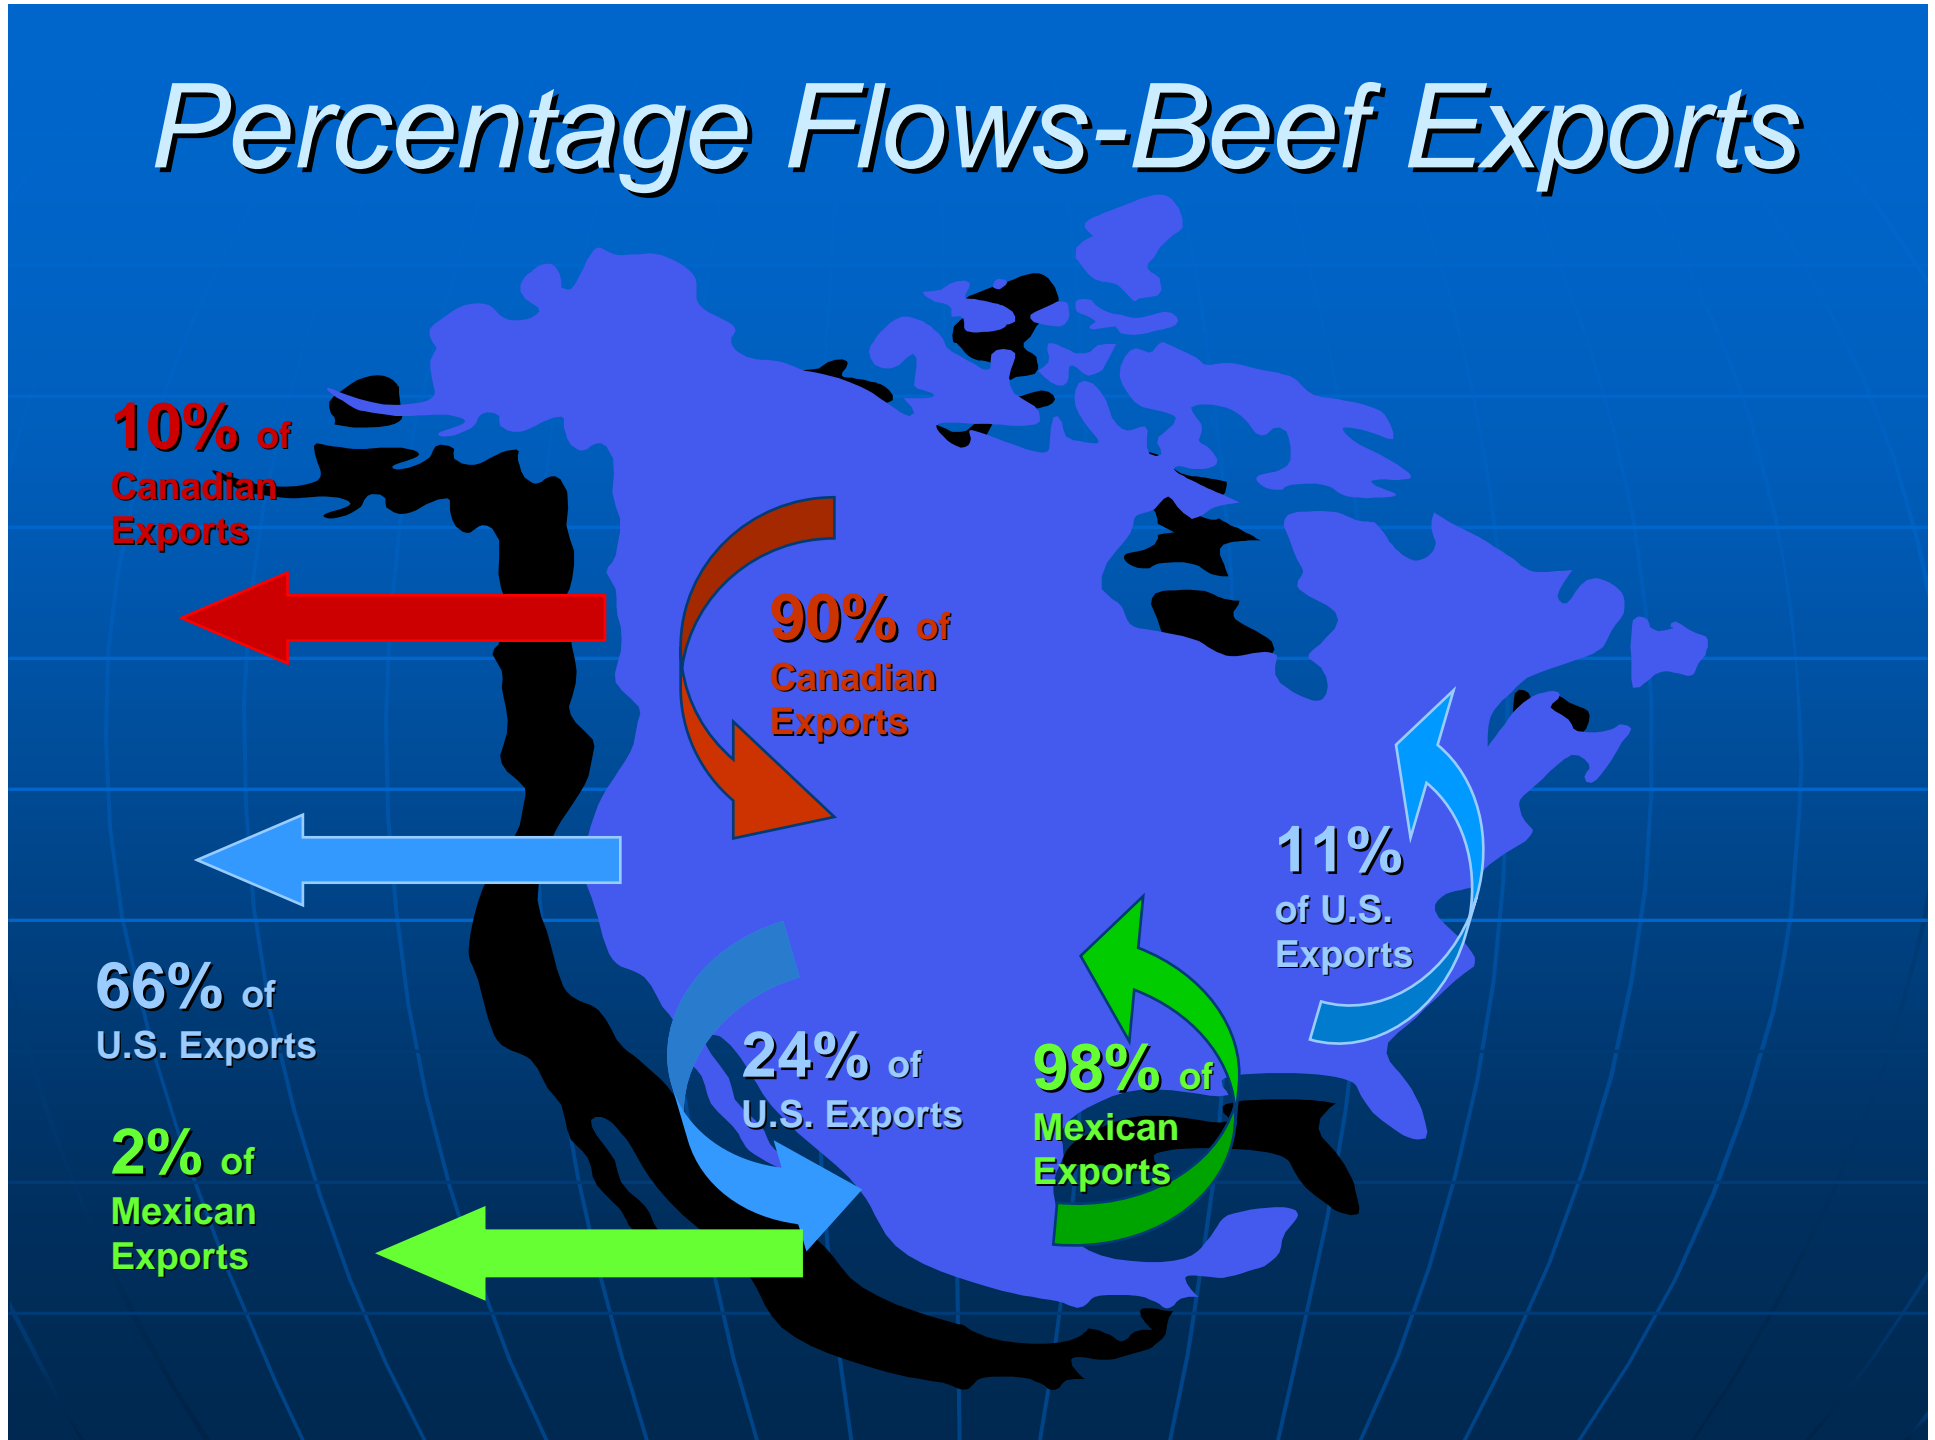 Percentage Flows-Beef Exports
10% of
Canadian
Exports
90% of
Canadian
Exports
11%
of U.S.
Exports
66% of
U.S. Exports
24% of
U.S. Exports
98% of
Mexican
Exports
2% of
Mexican
Exports